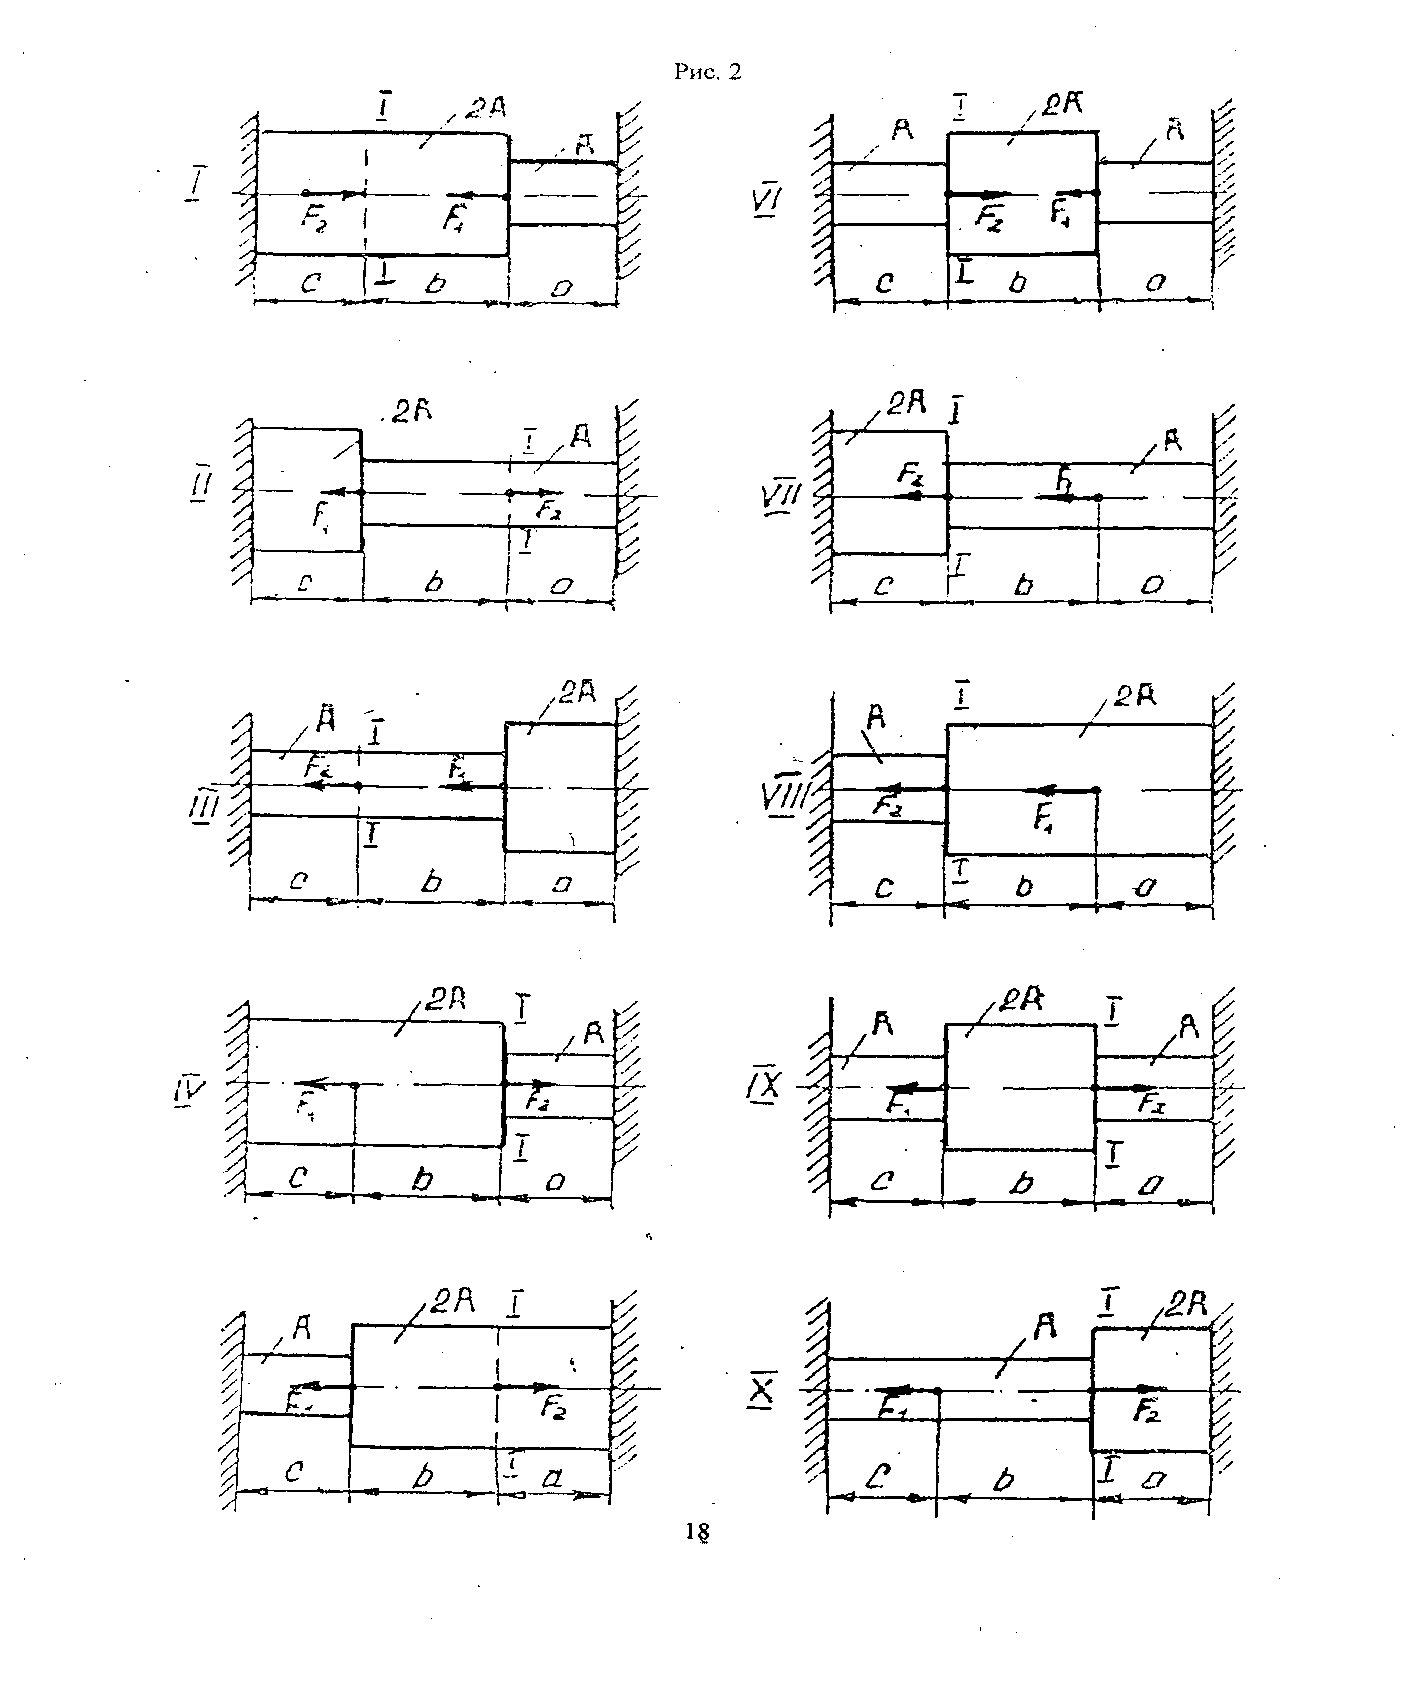 Рис. 2
I 2A I 2A
A A A
I VI
F₂ F₁ F₂ F₁
c I b a c I b a
2A 2A I
I A A
II F₂ F₁ VII
F₁ F₂
I I
c b a c b a
2A I 2A
A I A
F₂ F₁
III VIII F₂ F₁
I I
c b a c b a
2A I 2A I
A A A
IV IX
F₁ F₂ F₁ F₂
I I
c b a c b a
2A I I 2A
A A
X
F₁ F₂ F₁ F₂
I I
c b a c b a
18